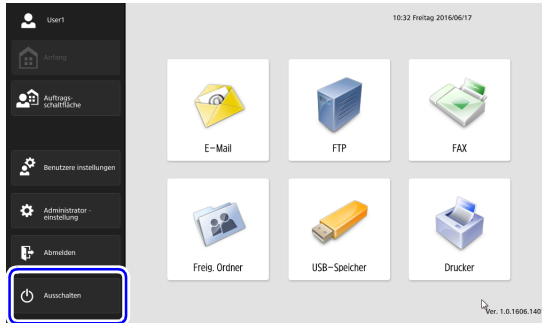 User1
10:32 Freitag 2016/06/17
Anfang
Auftrags-
schaltfläche
Benutzere instellungen
Administrator -
einstellung
Abmelden
Ausschalten
E-Mail
FTP
FAX
Freig. Ordner
USB-Speicher
Drucker
Ver. 1.0.1606.140